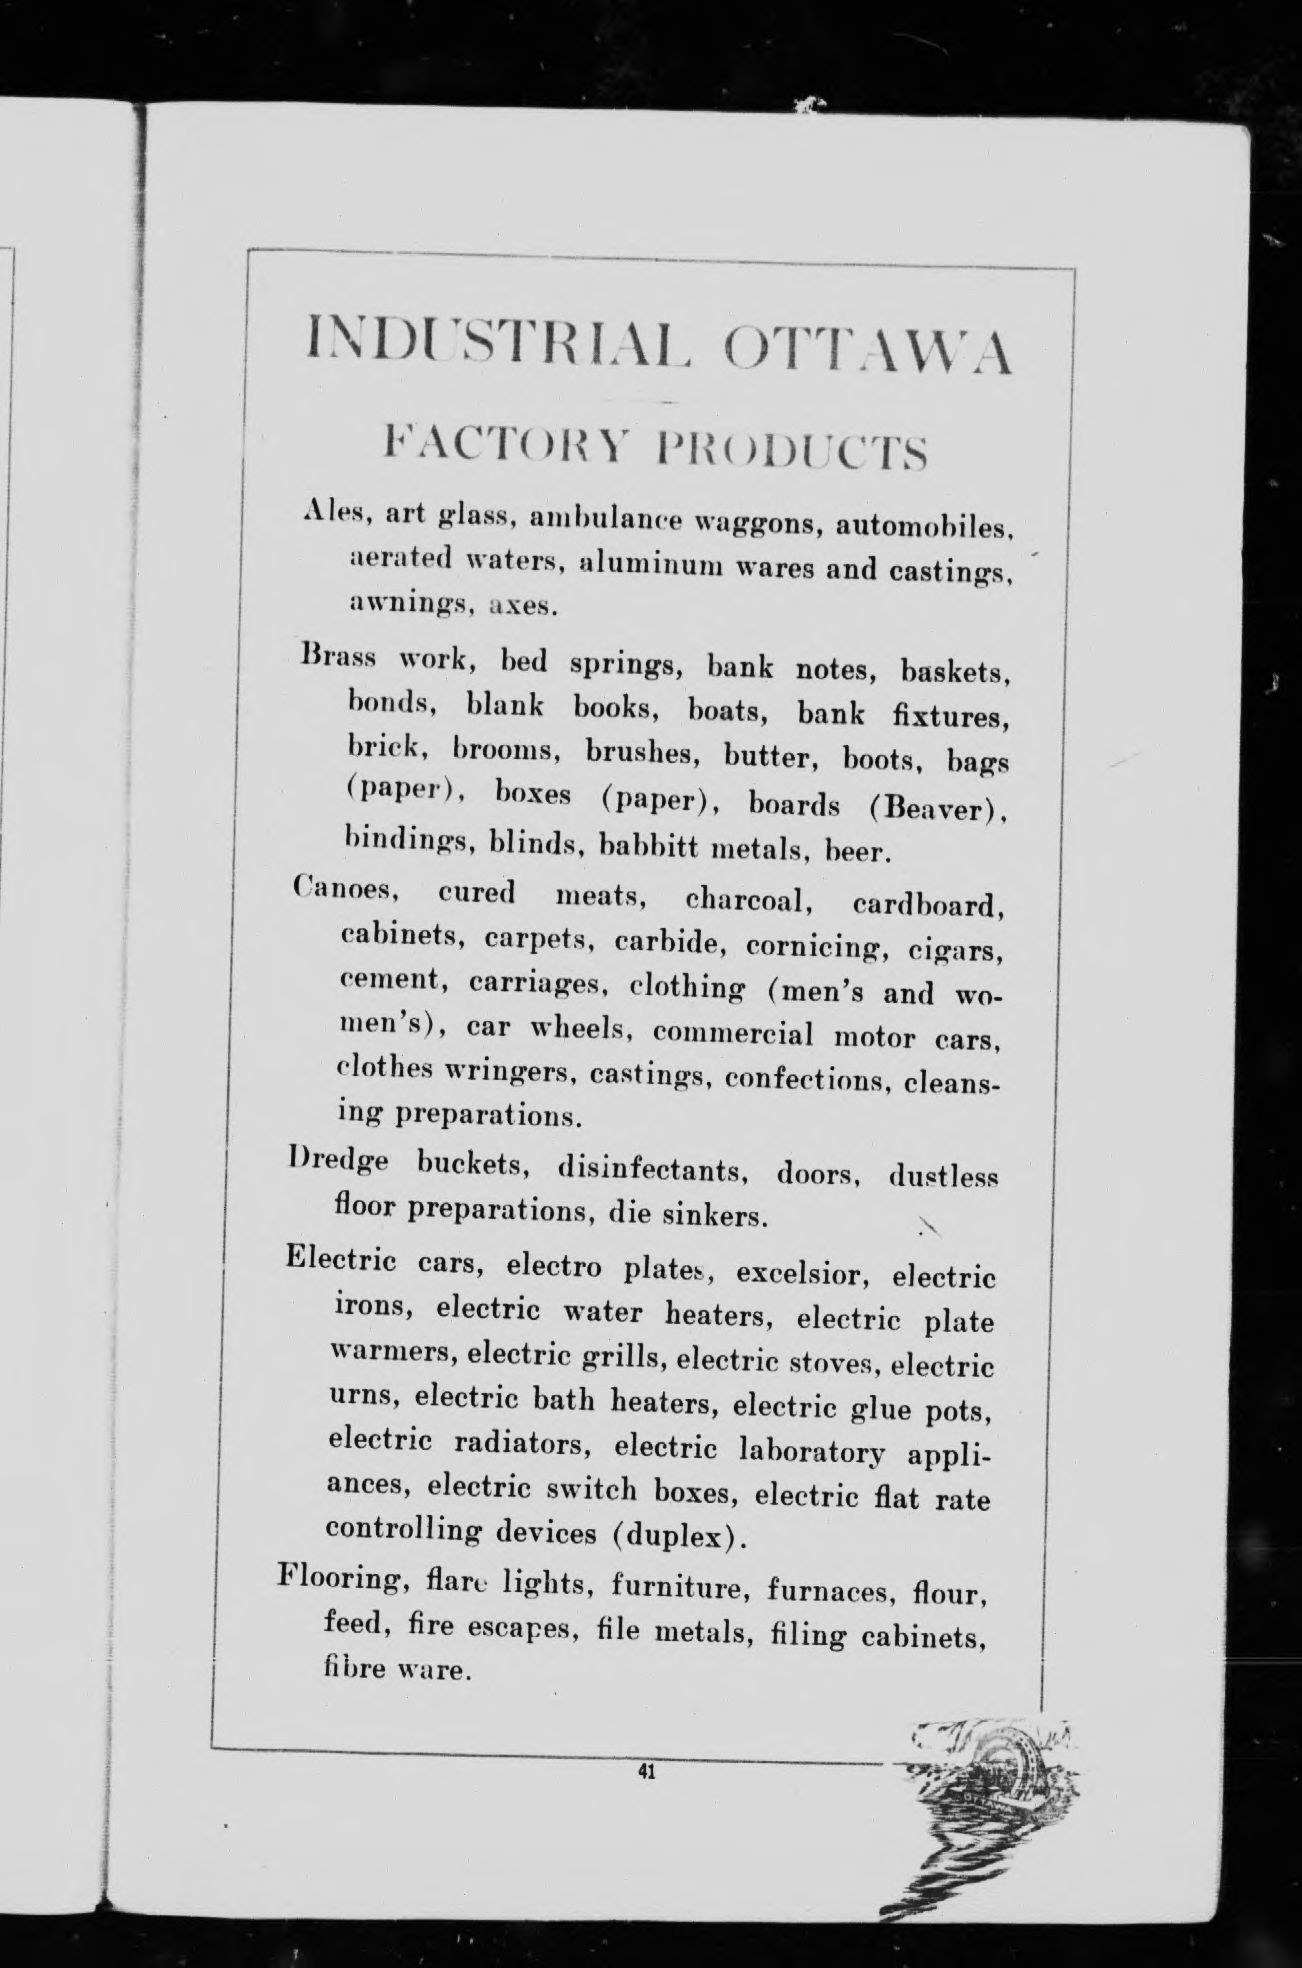 INDUSTRIAL OTTAWA
FACTORY PRODUCTS
Ales, art glass, ambulance waggons, automobiles,
aerated waters, aluminum wares and castings,
awnings, axes.
Brass work, bed springs, bank notes, baskets,
bonds, blank books, boats, bank fixtures,
brick, brooms, brushes, butter, boots, bags
(paper), boxes (paper), boards (Beaver),
bindings, blinds, babbitt metals, beer.
Canoes, cured meats, charcoal, cardboard,
cabinets, carpets, carbide, cornicing, cigars,
cement, carriages, clothing (men's and wo-
men's), car wheels, commercial motor cars,
clothes wringers, castings, confections, cleans-
ing preparations.
Dredge buckets, disinfectants, doors, dustless
floor preparations, die sinkers.
Electric cars, electro plates, excelsior, electric
irons, electric water heaters, electric plate
warmers, electric grills, electric stoves, electric
urns, electric bath heaters, electric glue pots,
electric radiators, electric laboratory appli-
ances, electric switch boxes, electric flat rate
controlling devices (duplex).
Flooring, flare lights, furniture, furnaces, flour,
feed, fire escapes, file metals, filing cabinets,
fibre ware.
41
OTTAWA